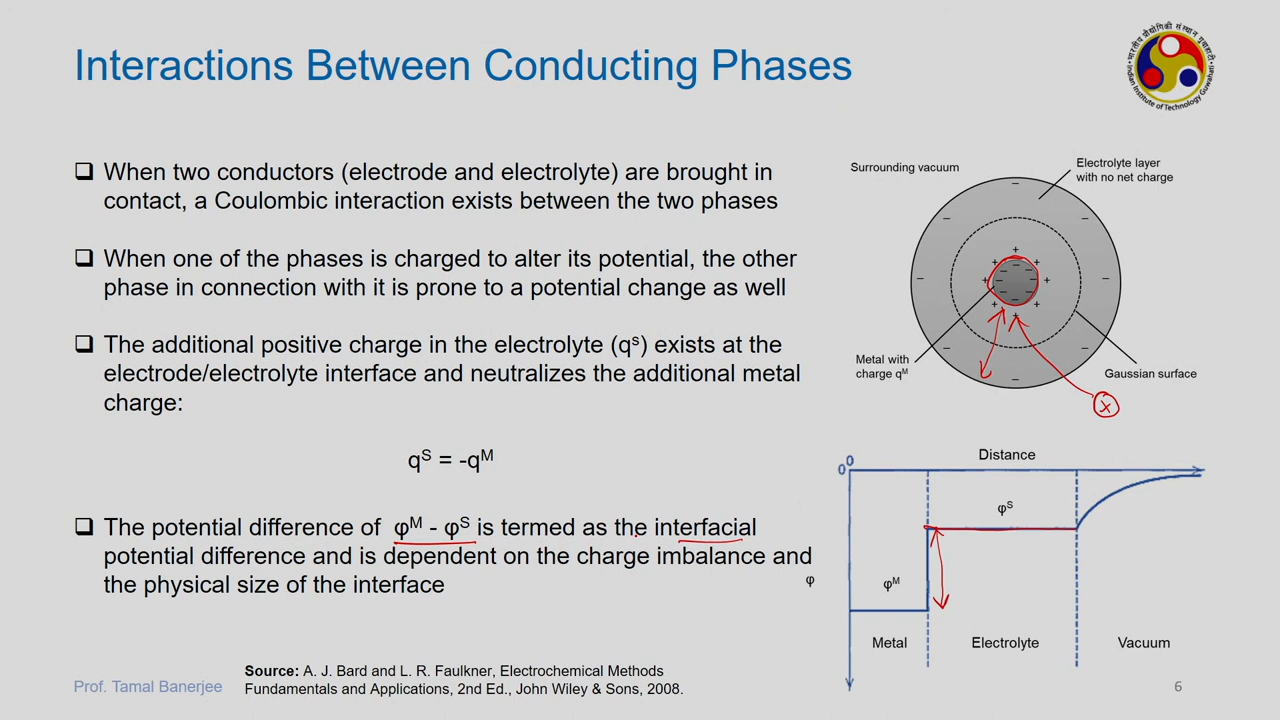 Interactions Between Conducting Phases
भारतीय प्रौद्योगिकी संस्थान गुवाहाटी
Indian Institute of Technology Guwahati
❑ When two conductors (electrode and electrolyte) are brought in
contact, a Coulombic interaction exists between the two phases
❑ When one of the phases is charged to alter its potential, the other
phase in connection with it is prone to a potential change as well
❑ The additional positive charge in the electrolyte (qˢ) exists at the
electrode/electrolyte interface and neutralizes the additional metal
charge:
qS = -qM
❑ The potential difference of φM - φS is termed as the interfacial
potential difference and is dependent on the charge imbalance and
the physical size of the interface
Surrounding vacuum
Electrolyte layer
with no net charge
Metal with
charge qM
Gaussian surface
x
0
0
Distance
φS
φM
φ
Metal
Electrolyte
Vacuum
Prof. Tamal Banerjee
Source: A. J. Bard and L. R. Faulkner, Electrochemical Methods
Fundamentals and Applications, 2nd Ed., John Wiley & Sons, 2008.
6